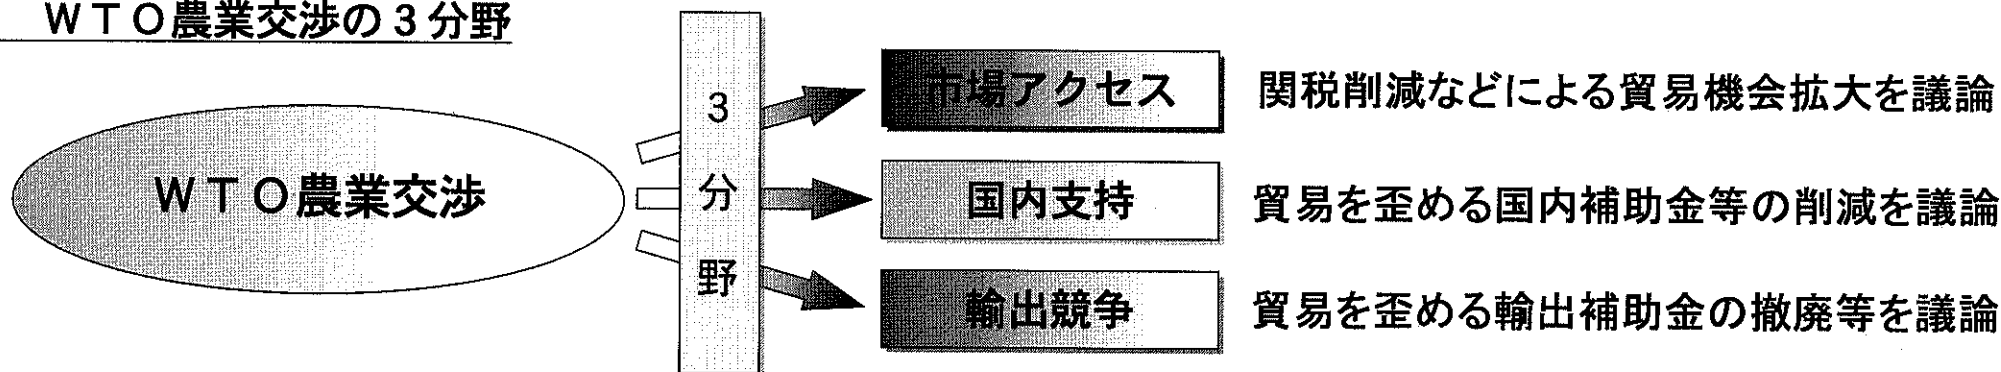 ＷＴＯ農業交渉の３分野
ＷＴＯ農業交渉
３分野
市場アクセス
関税削減などによる貿易機会拡大を議論
国内支持
貿易を歪める国内補助金等の削減を議論
輸出競争
貿易を歪める輸出補助金の撤廃等を議論